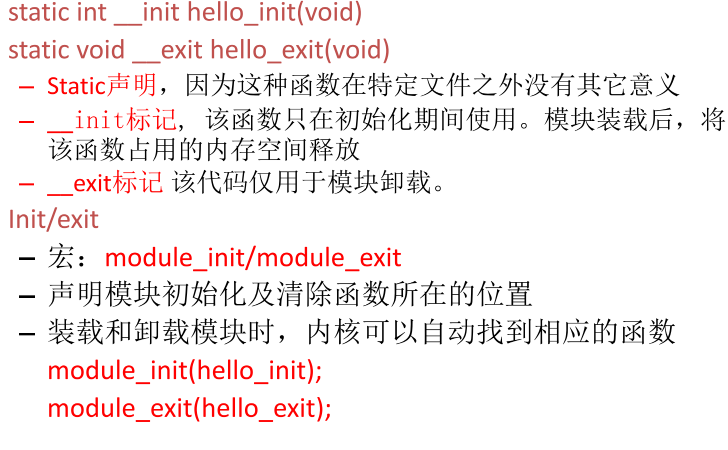 static int __init hello_init(void)
static void __exit hello_exit(void)
– Static声明，因为这种函数在特定文件之外没有其它意义
– __init标记, 该函数只在初始化期间使用。模块装载后，将
该函数占用的内存空间释放
– __exit标记 该代码仅用于模块卸载。
Init/exit
– 宏：module_init/module_exit
– 声明模块初始化及清除函数所在的位置
– 装载和卸载模块时，内核可以自动找到相应的函数
module_init(hello_init);
module_exit(hello_exit);